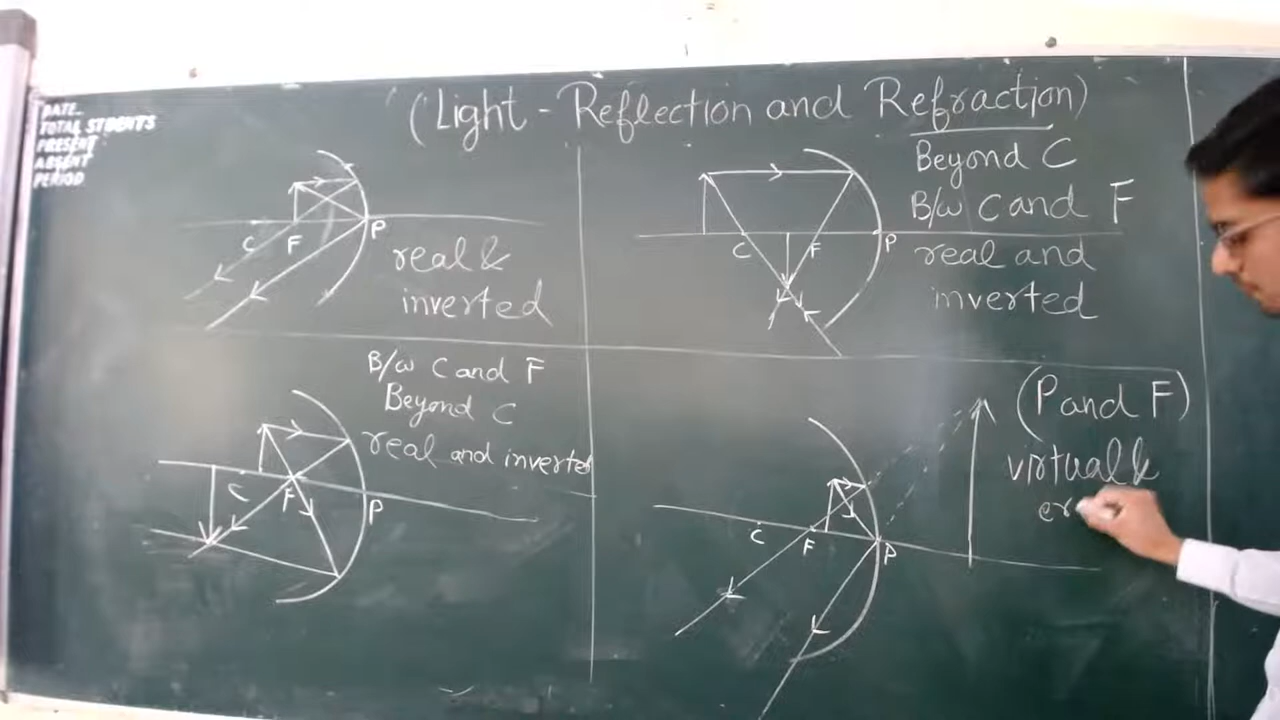 DATE
TOTAL STUDENTS
PRESENT
ABSENT
PERIOD
(Light - Reflection and Refraction)
C F P
real &
inverted
Beyond C
B/w C and F
C F P
real and
inverted
B/w C and F
Beyond C
real and inverted
C F P
(P and F)
virtual &
er
C F P